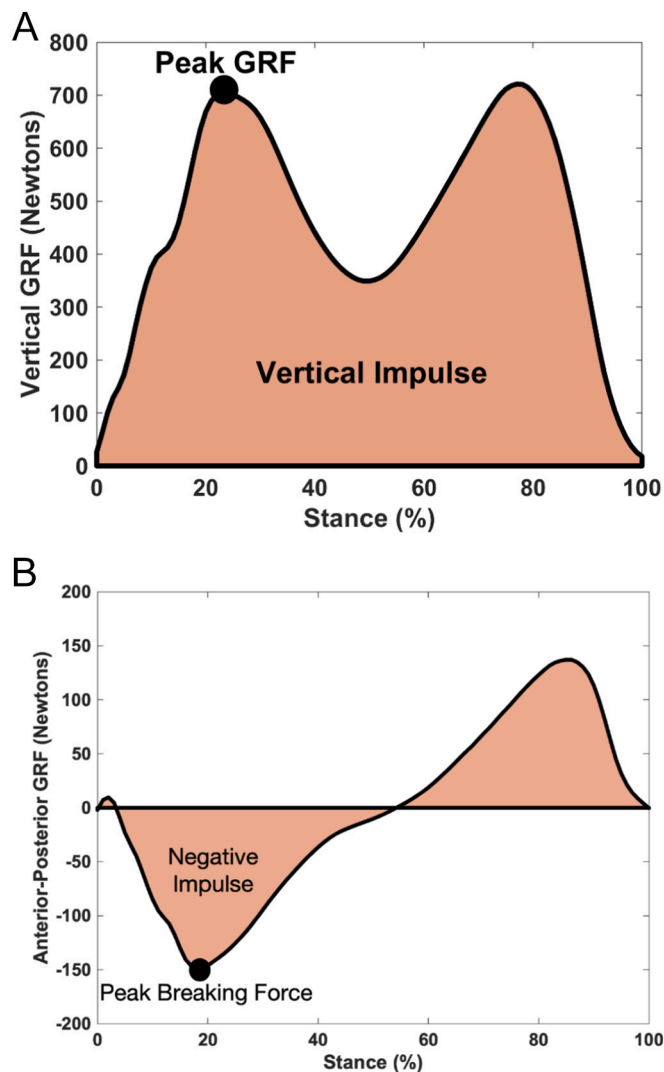 A
Peak GRF
Vertical GRF (Newtons)
800
700
600
500
400
300
200
100
0
Vertical Impulse
0 20 40 60 80 100
Stance (%)
B
Anterior-Posterior GRF (Newtons)
200
150
100
50
0
-50
-100
-150
-200
Negative
Impulse
Peak Breaking Force
0 20 40 60 80 100
Stance (%)